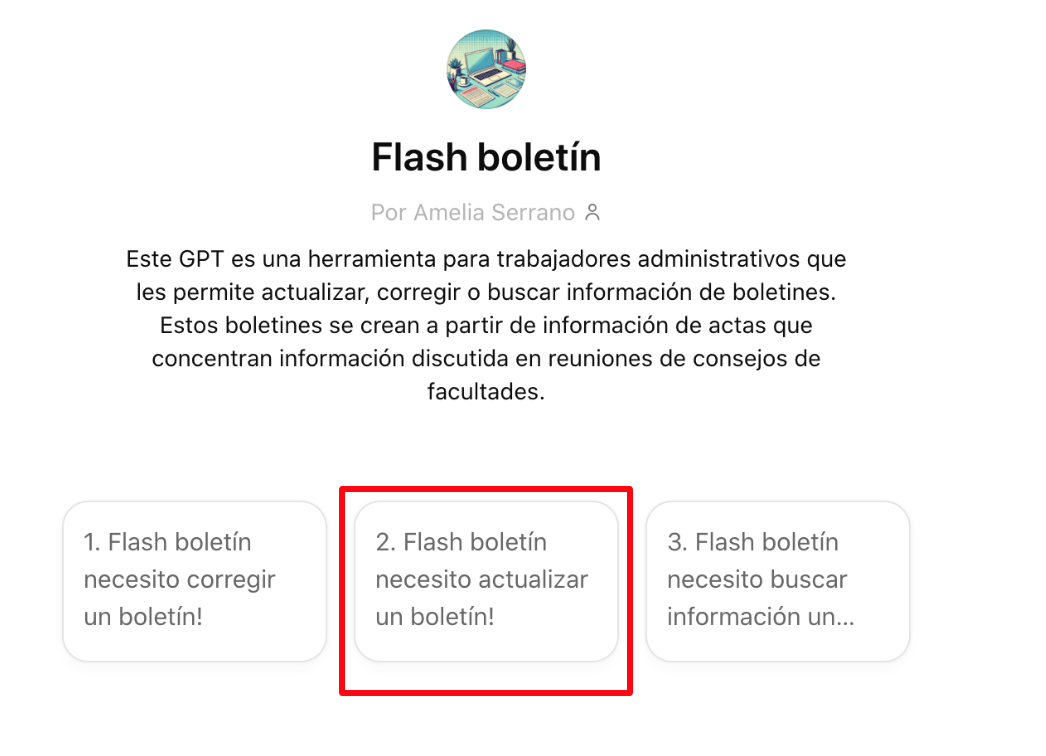 Flash boletín
Por Amelia Serrano
Este GPT es una herramienta para trabajadores administrativos que
les permite actualizar, corregir o buscar información de boletines.
Estos boletines se crean a partir de información de actas que
concentran información discutida en reuniones de consejos de
facultades.
1. Flash boletín
necesito corregir
un boletín!
2. Flash boletín
necesito actualizar
un boletín!
3. Flash boletín
necesito buscar
información un...